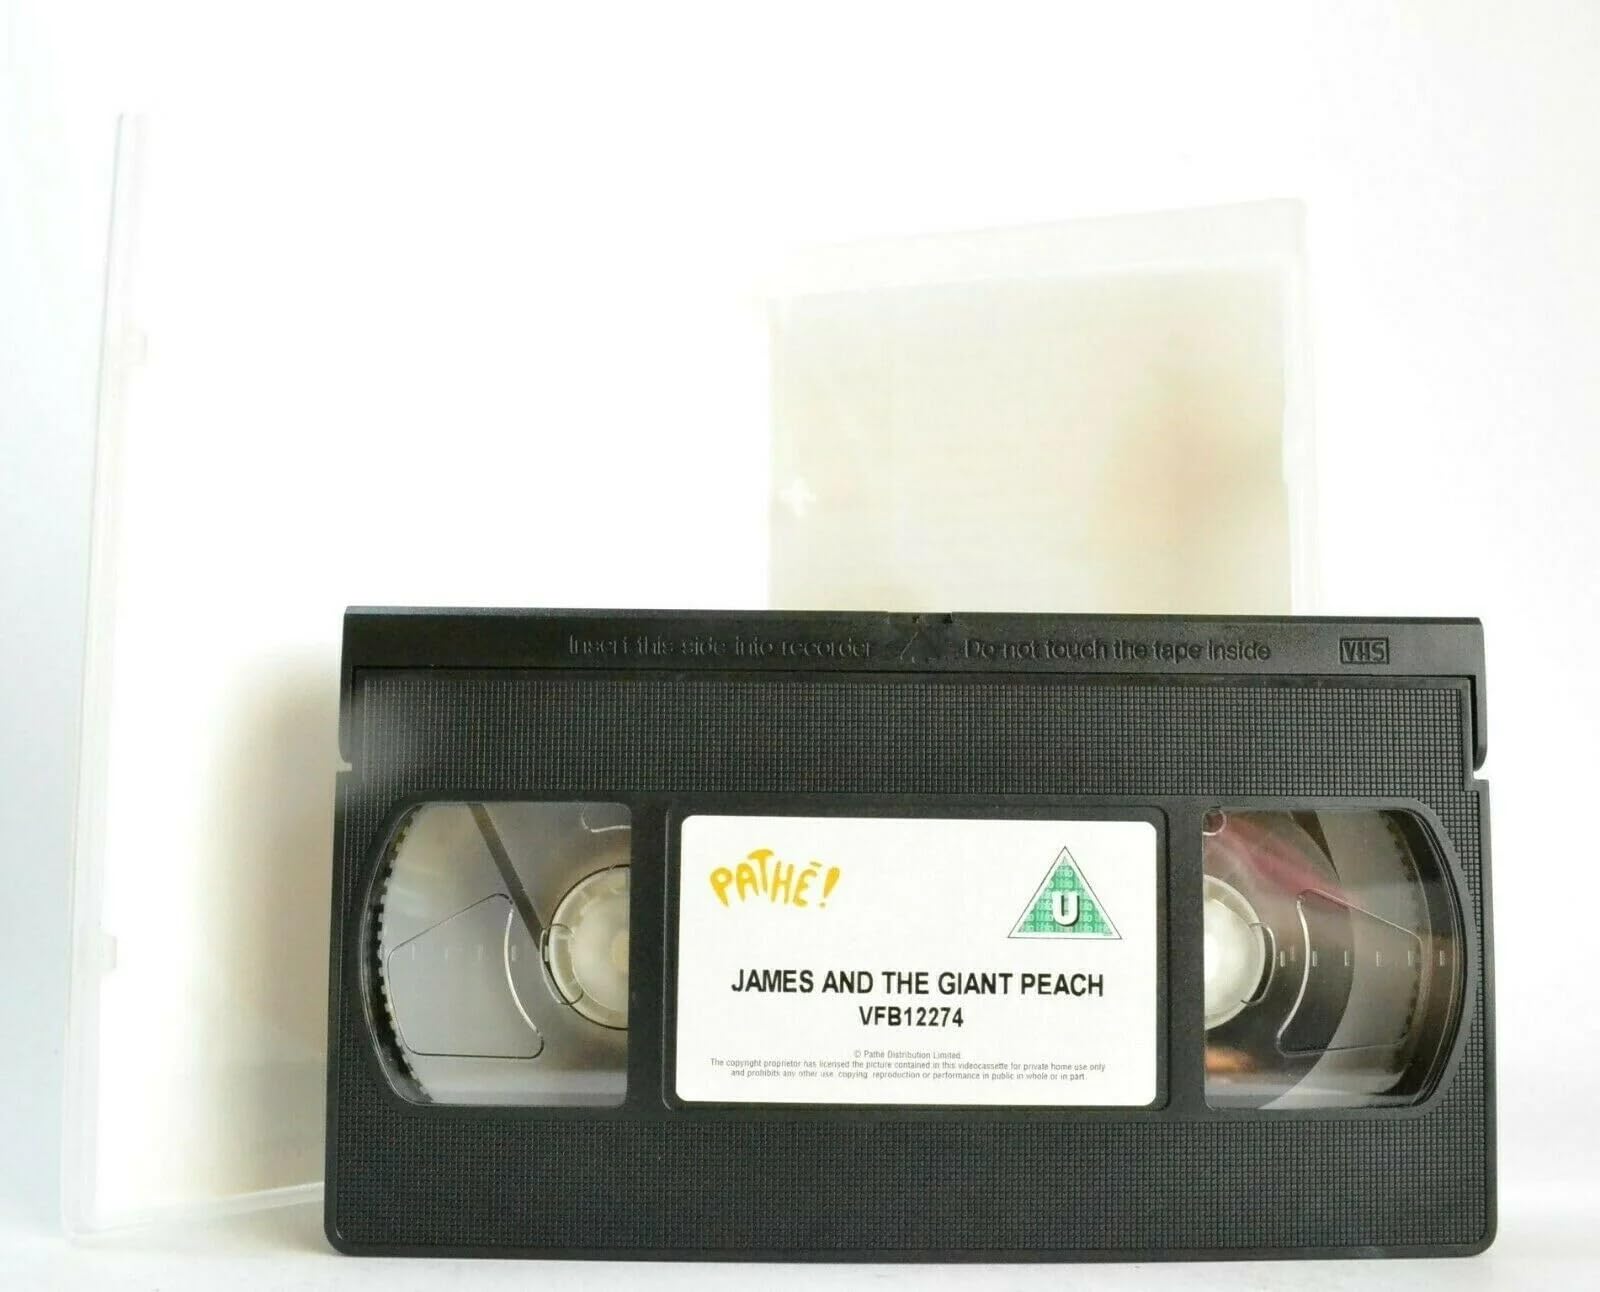 Insert this side into recorder Do not touch the tape inside VHS
PATHÉ!
U
JAMES AND THE GIANT PEACH
VFB12274
© Pathé Distribution Limited.
The copyright proprietor has licensed the picture contained in this videocassette for private home use only
and prohibits any other use, copying, reproduction or performance in public in whole or in part.